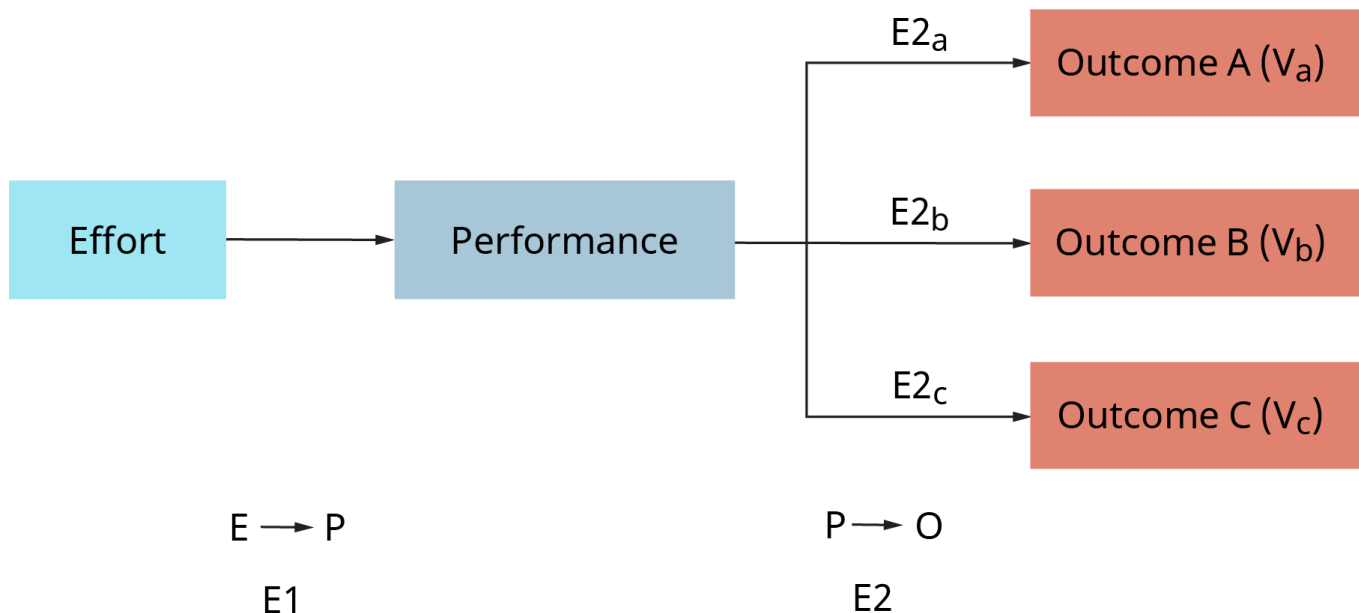 E2a
Outcome A (Va)
Effort
Performance
E2b
Outcome B (Vb)
E2c
Outcome C (Vc)
E → P
P → O
E1
E2